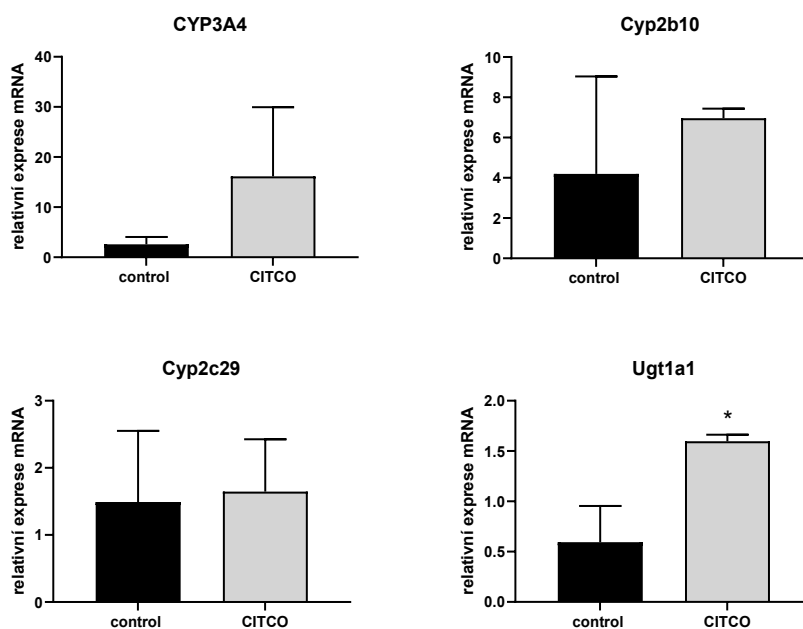 CYP3A4
relativní exprese mRNA
40
30
20
10
0
control
CITCO
Cyp2b10
relativní exprese mRNA
10
8
6
4
2
0
control
CITCO
Cyp2c29
relativní exprese mRNA
3
2
1
0
control
CITCO
Ugt1a1
relativní exprese mRNA
2.0
1.5
1.0
0.5
0.0
*
control
CITCO